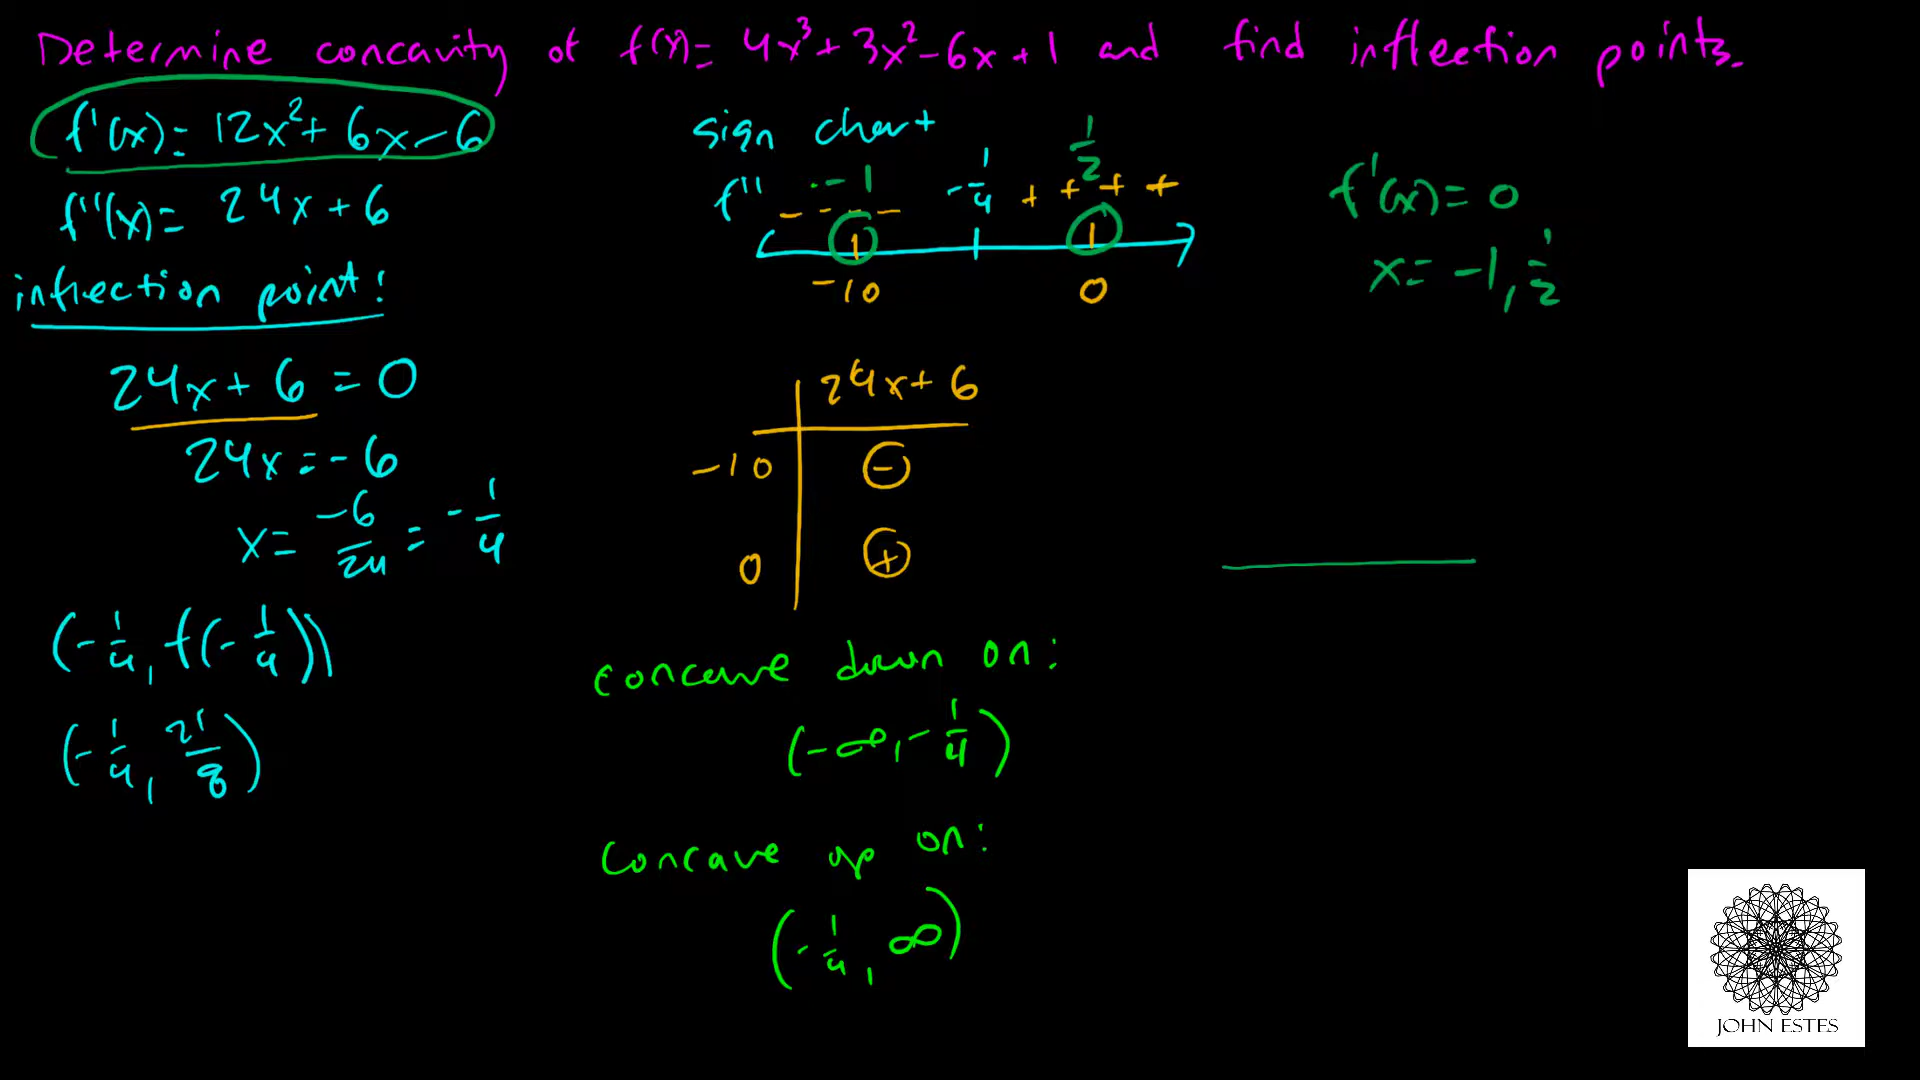 Determine concavity of f(x) = 4x³ + 3x² - 6x + 1 and find inflection points.
f'(x) = 12x² + 6x - 6
f''(x) = 24x + 6
inflection point:
24x + 6 = 0
24x = -6
x = -6/24 = -1/4
(-1/4, f(-1/4))
(-1/4, 21/8)
sign chart
f'' - -1 -1/4 1/2 + + + +
- - - -
-10 0
24x + 6
-10 ⊖
0 ⊕
concave down on:
(-∞, -1/4)
Concave up on:
(-1/4, ∞)
f'(x) = 0
x = -1, 1/2
JOHN ESTES